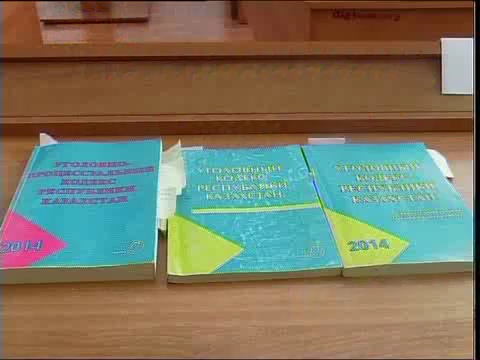 УГОЛОВНО-
ПРОЦЕССУАЛЬНЫЙ
КОДЕКС
РЕСПУБЛИКИ
КАЗАХСТАН
2014
УГОЛОВНЫЙ
КОДЕКС
РЕСПУБЛИКИ
КАЗАХСТАН
УГОЛОВНЫЙ
КОДЕКС
РЕСПУБЛИКИ
КАЗАХСТАН
2014